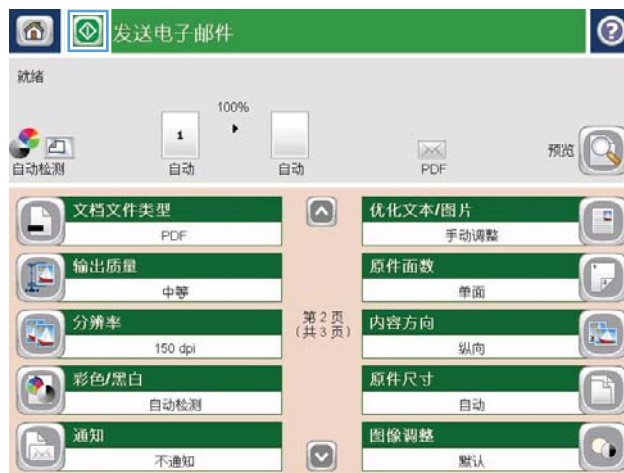 发送电子邮件
?
就绪
100%
1
自动检测
自动
自动
PDF
预览
文档文件类型
PDF
输出质量
中等
分辨率
150 dpi
彩色/黑白
自动检测
通知
不通知
第 2 页
(共 3 页)
优化文本/图片
手动调整
原件面数
单面
内容方向
纵向
原件尺寸
自动
图像调整
默认